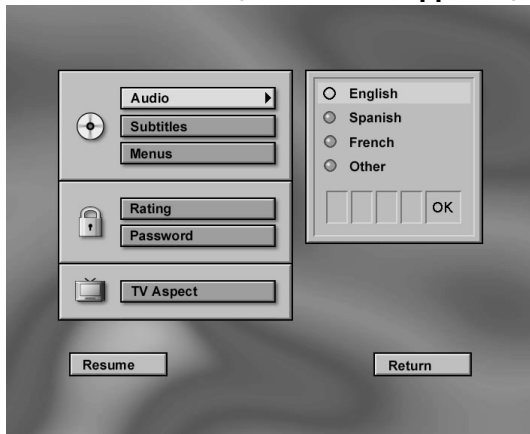 Audio
Subtitles
Menus
Rating
Password
TV Aspect
English
Spanish
French
Other
OK
Resume
Return